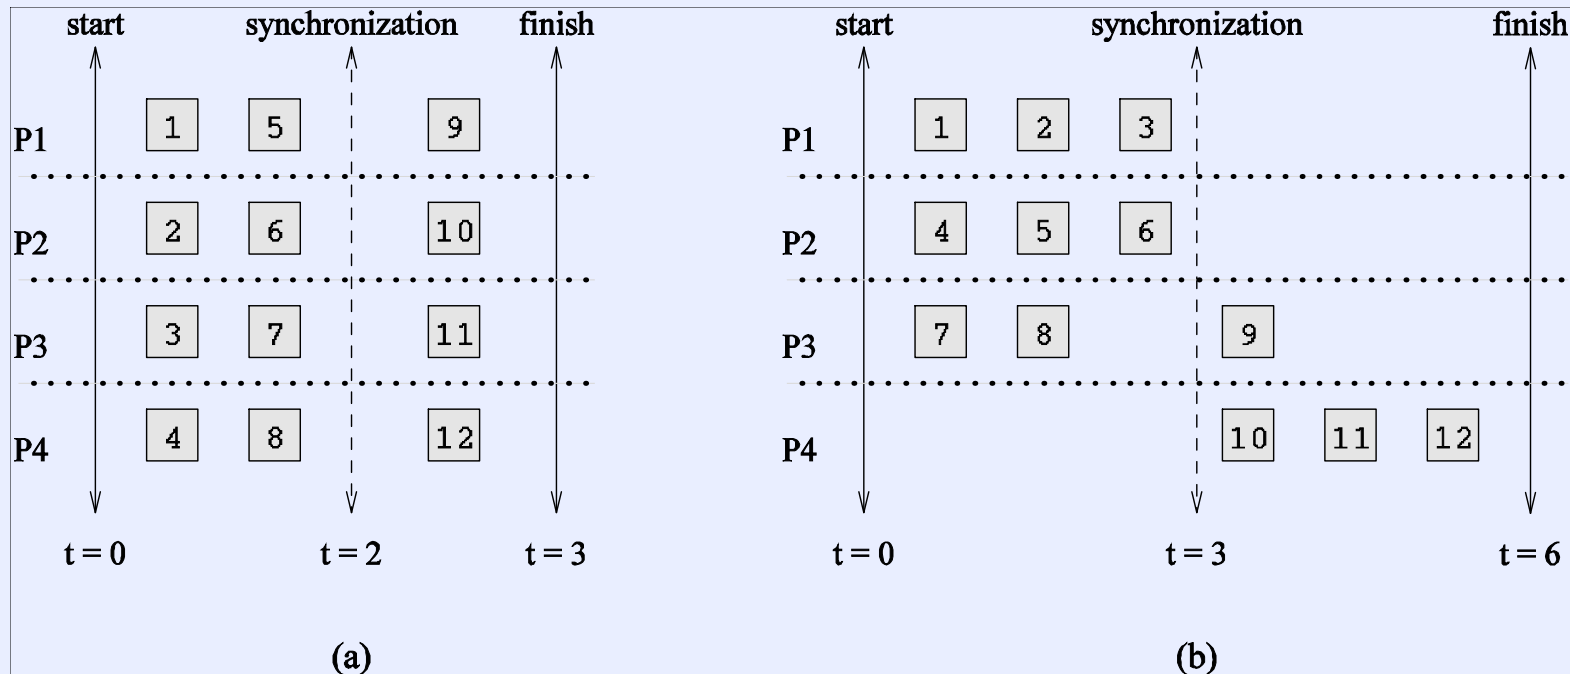 start synchronization finish start synchronization finish
P1 1 5 9 P1 1 2 3
P2 2 6 10 P2 4 5 6
P3 3 7 11 P3 7 8 9
P4 4 8 12 P4 10 11 12
t = 0 t = 2 t = 3 t = 0 t = 3 t = 6
(a) (b)